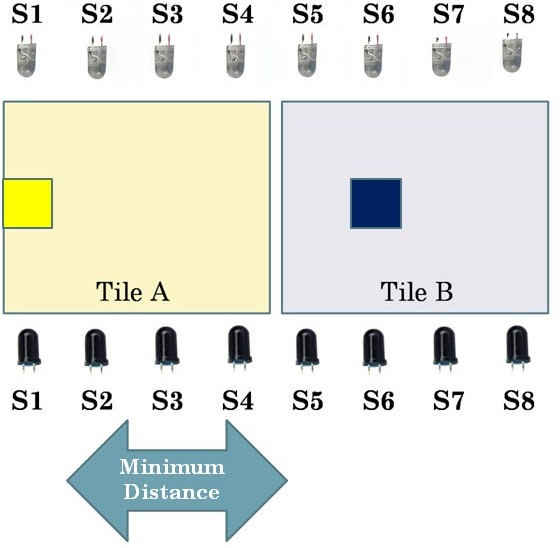 S1 S2 S3 S4 S5 S6 S7 S8
Tile A Tile B
S1 S2 S3 S4 S5 S6 S7 S8
Minimum
Distance